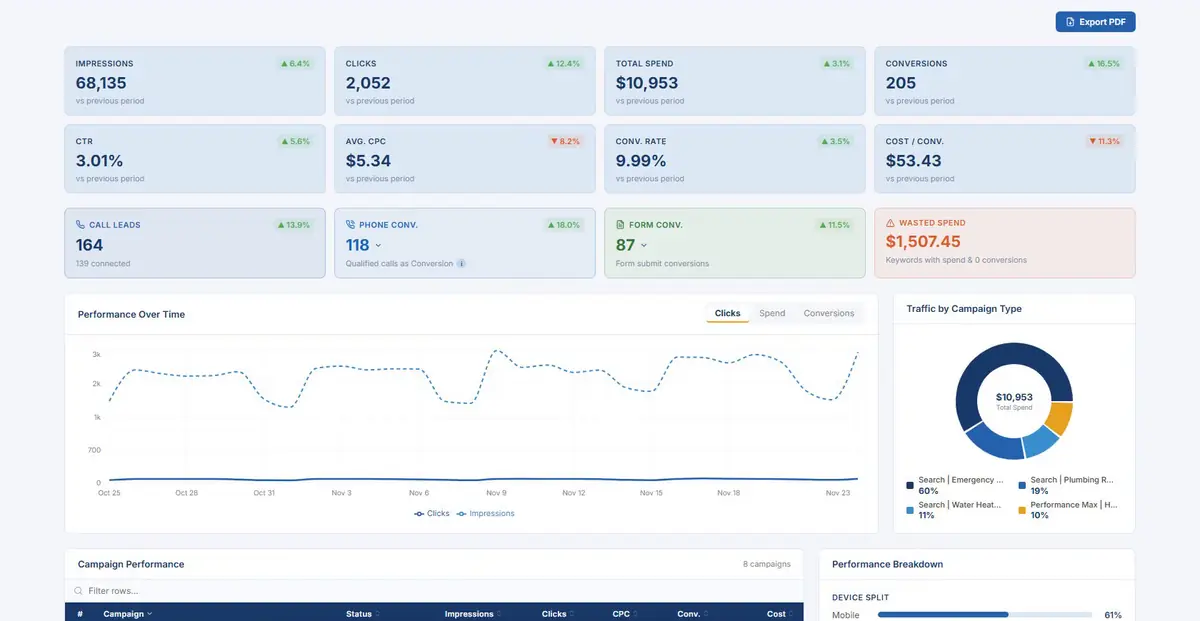 Export PDF
IMPRESSIONS ▲ 6.4%
68,135
vs previous period
CLICKS ▲ 12.4%
2,052
vs previous period
TOTAL SPEND ▲ 3.1%
$10,953
vs previous period
CONVERSIONS ▲ 16.5%
205
vs previous period
CTR ▲ 5.6%
3.01%
vs previous period
AVG. CPC ▼ 8.2%
$5.34
vs previous period
CONV. RATE ▲ 3.5%
9.99%
vs previous period
COST / CONV. ▼ 11.3%
$53.43
vs previous period
CALL LEADS ▲ 13.9%
164
139 connected
PHONE CONV. ▲ 18.0%
118
Qualified calls as Conversion i
FORM CONV. ▲ 11.5%
87
Form submit conversions
WASTED SPEND
$1,507.45
Keywords with spend & 0 conversions
Performance Over Time
Clicks Spend Conversions
3k
2k
1k
700
0
Oct 25 Oct 28 Oct 31 Nov 3 Nov 6 Nov 9 Nov 12 Nov 15 Nov 18 Nov 23
Clicks Impressions
Traffic by Campaign Type
$10,953
Total Spend
Search | Emergency ...
60%
Search | Plumbing R...
19%
Search | Water Heat...
11%
Performance Max | H...
10%
Campaign Performance 8 campaigns
Filter rows...
# Campaign Status Impressions Clicks CPC Conv. Cost
Performance Breakdown
DEVICE SPLIT
Mobile 61%